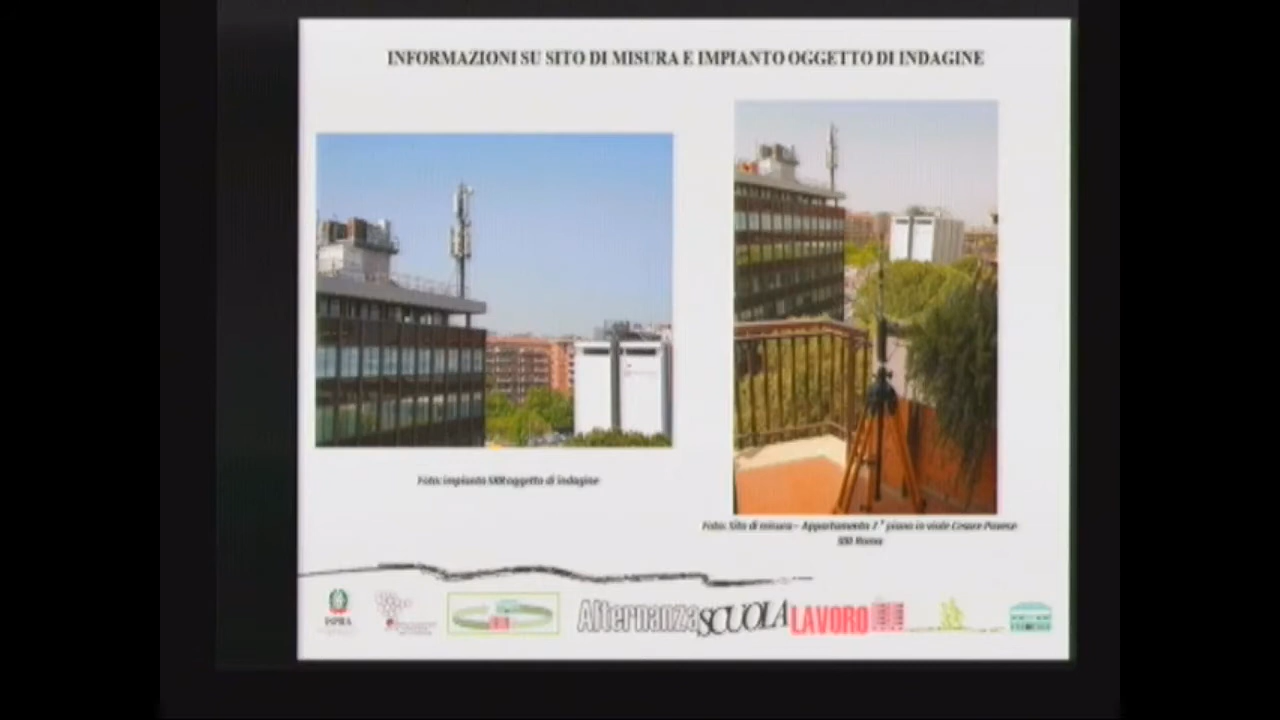 INFORMAZIONI SU SITO DI MISURA E IMPIANTO OGGETTO DI INDAGINE
Foto: impianto SRB oggetto di indagine
Foto: Sito di misura - Appartamento 7° piano in viale Cesare Pavese
Roma
ISPRA
Alternanza SCUOLA LAVORO